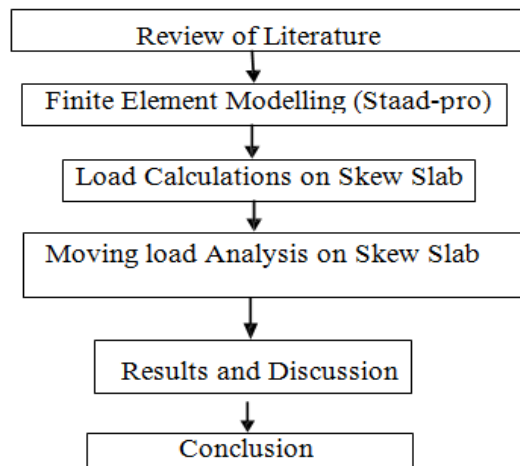 Review of Literature
Finite Element Modelling (Staad-pro)
Load Calculations on Skew Slab
Moving load Analysis on Skew Slab
Results and Discussion
Conclusion